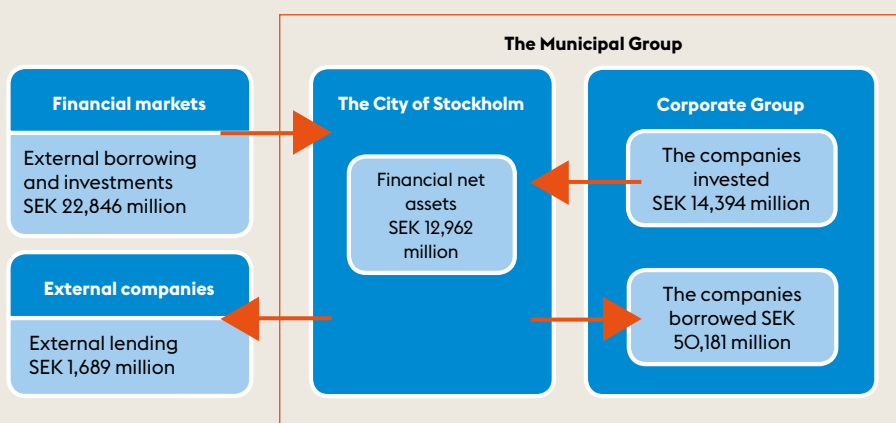 The Municipal Group
Financial markets
External borrowing
and investments
SEK 22,846 million
External companies
External lending
SEK 1,689 million
The City of Stockholm
Financial net
assets
SEK 12,962
million
Corporate Group
The companies
invested
SEK 14,394 million
The companies
borrowed SEK
50,181 million